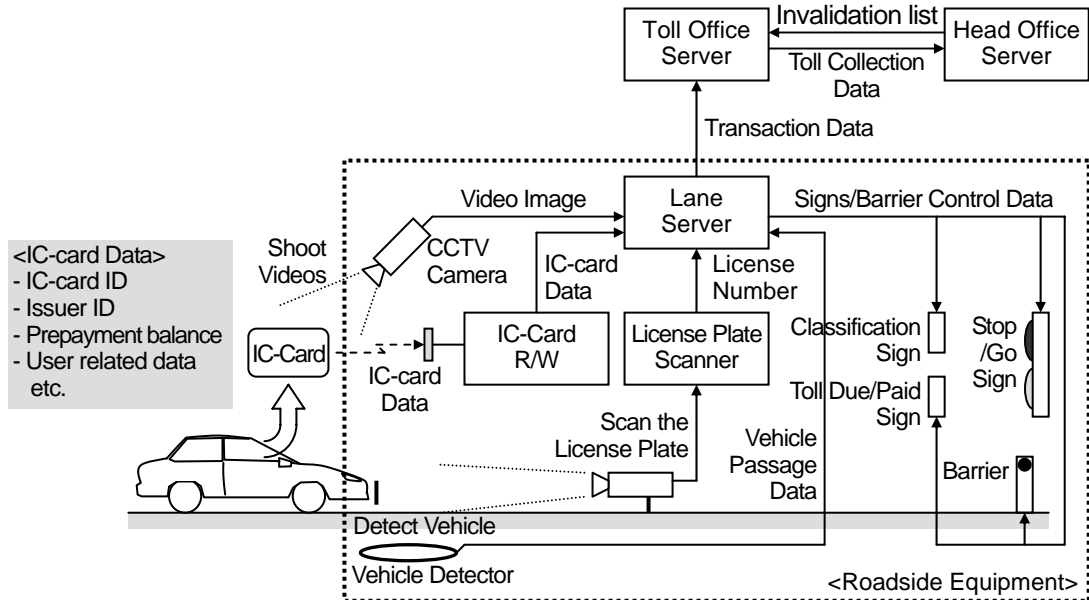 Toll Office
Server
Invalidation list
Toll Collection
Data
Head Office
Server
Transaction Data
Video Image
Lane
Server
Signs/Barrier Control Data
<IC-card Data>
- IC-card ID
- Issuer ID
- Prepayment balance
- User related data
etc.
Shoot
Videos
CCTV
Camera
IC-card
Data
License
Number
IC-Card
IC-card
Data
IC-Card
R/W
License Plate
Scanner
Classification
Sign
Stop
/Go
Sign
Toll Due/Paid
Sign
Scan the
License Plate
Vehicle
Passage
Data
Barrier
Detect Vehicle
Vehicle Detector
<Roadside Equipment>